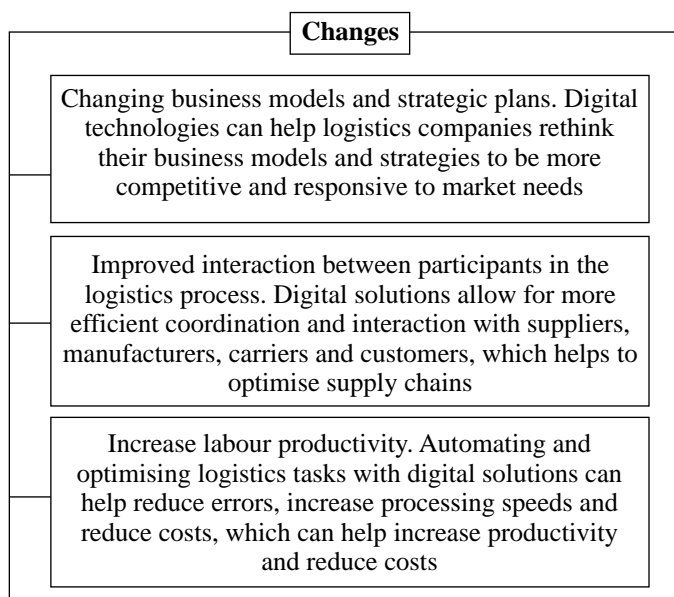 Changes
Changing business models and strategic plans. Digital
technologies can help logistics companies rethink
their business models and strategies to be more
competitive and responsive to market needs
Improved interaction between participants in the
logistics process. Digital solutions allow for more
efficient coordination and interaction with suppliers,
manufacturers, carriers and customers, which helps to
optimise supply chains
Increase labour productivity. Automating and
optimising logistics tasks with digital solutions can
help reduce errors, increase processing speeds and
reduce costs, which can help increase productivity
and reduce costs